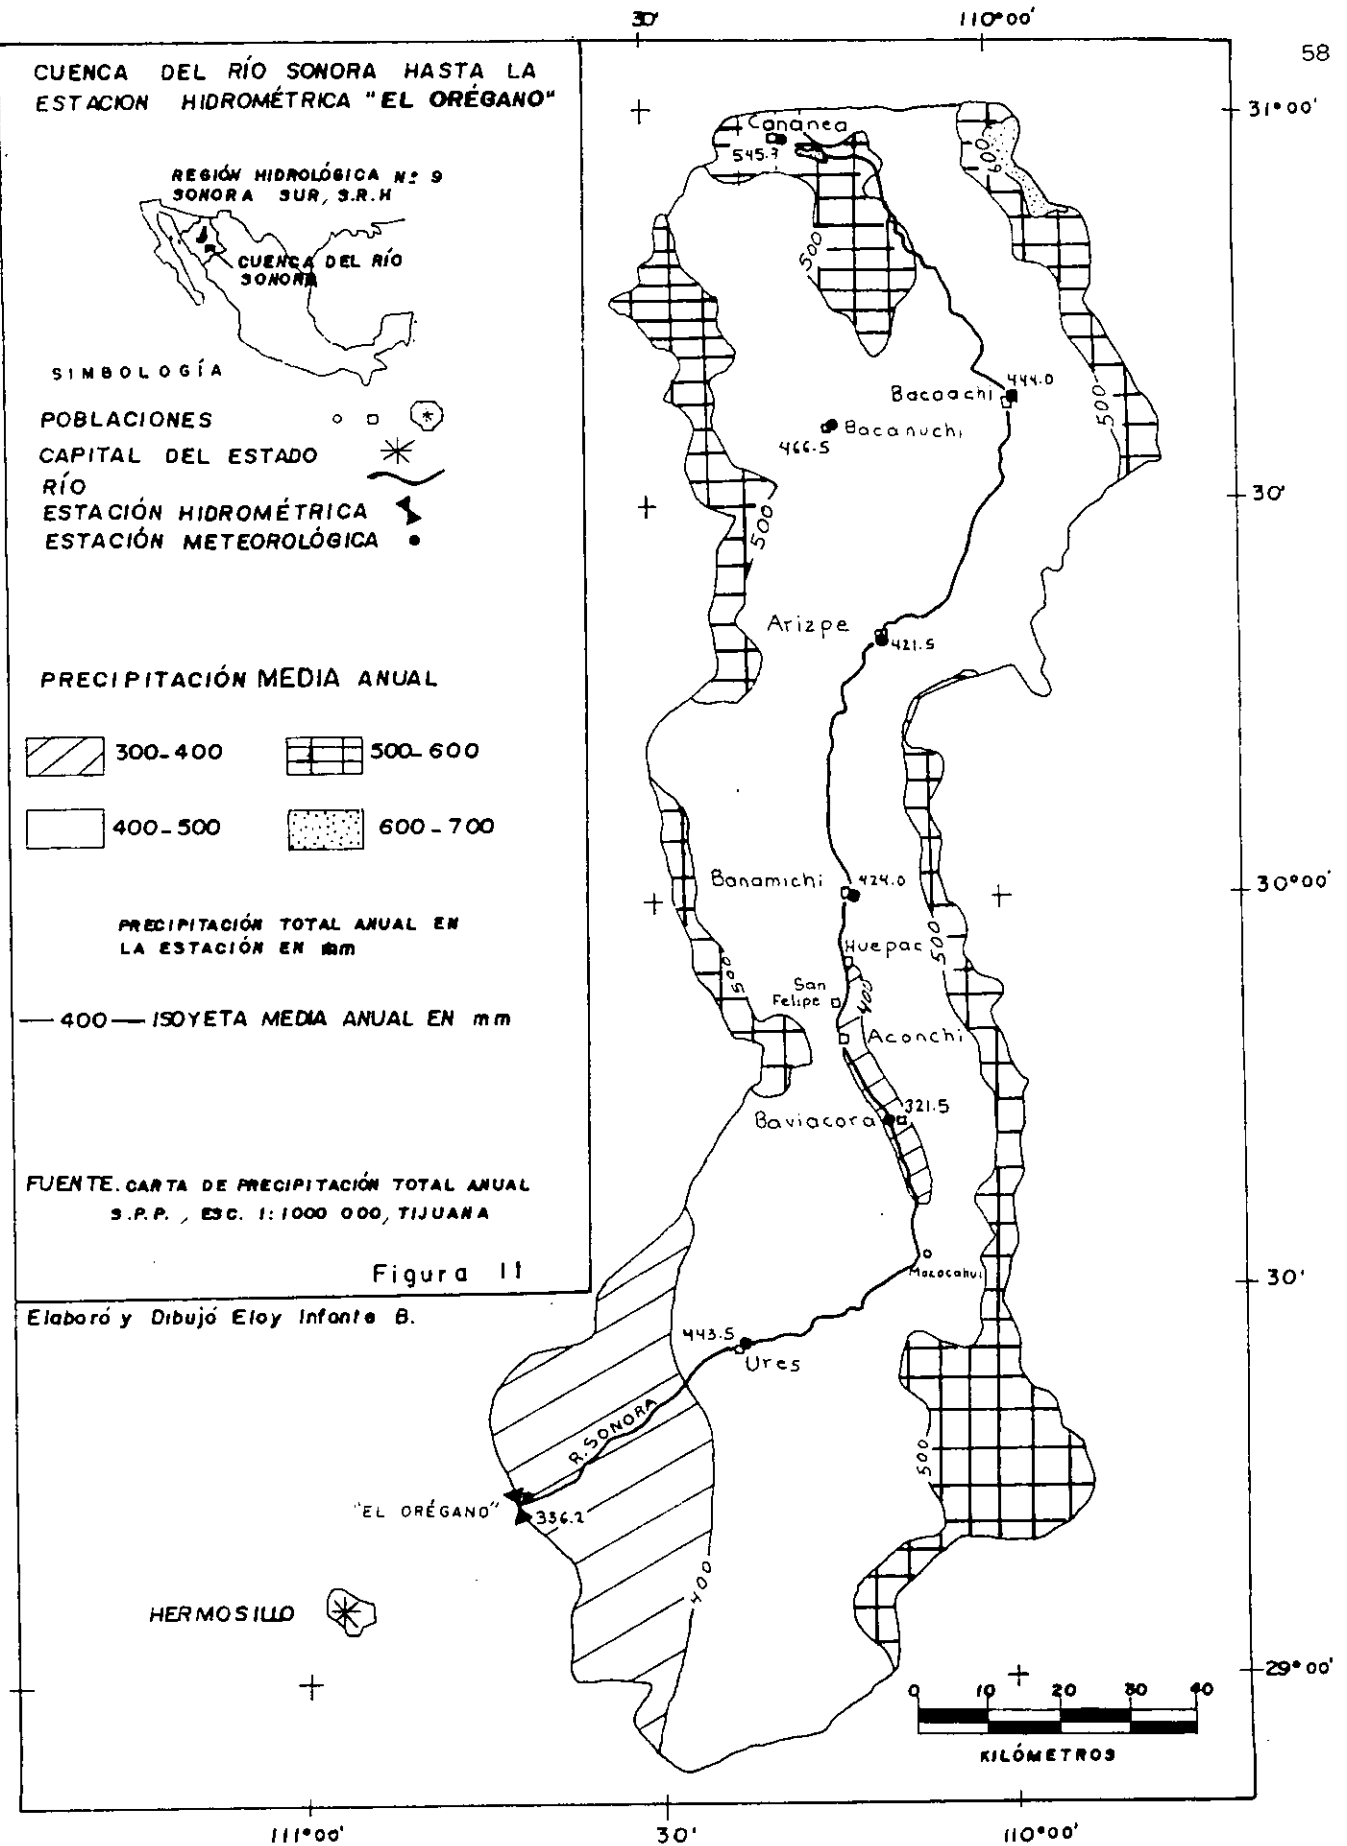 30'
110°00'
58
CUENCA DEL RÍO SONORA HASTA LA
ESTACION HIDROMÉTRICA "EL ORÉGANO"
31°00'
REGIÓN HIDROLÓGICA Nº 9
SONORA SUR, S.R.H
CUENCA DEL RÍO
SONORA
SIMBOLOGÍA
POBLACIONES
CAPITAL DEL ESTADO
RÍO
ESTACIÓN HIDROMÉTRICA
ESTACIÓN METEOROLÓGICA
PRECIPITACIÓN MEDIA ANUAL
300-400
500-600
400-500
600-700
PRECIPITACIÓN TOTAL ANUAL EN
LA ESTACIÓN EN mm
400 ISOYETA MEDIA ANUAL EN mm
FUENTE. CARTA DE PRECIPITACIÓN TOTAL ANUAL
S.P.P., ESC. 1:1000 000, TIJUANA
Figura 11
Elaboró y Dibujó Eloy Infante B.
Cananea
545.7
600
500
444.0
Bacoachi
500
Bacanuchi
466.5
30'
500
Arizpe
421.5
Banamichi
424.0
30°00'
Huepac
500
500
San
Felipe
400
Aconchi
Baviacora
321.5
Mazocahui
30'
443.5
Ures
R. SONORA
500
"EL ORÉGANO"
336.2
400
HERMOSILLO
29°00'
0 10 20 30 40
KILÓMETROS
111°00'
30'
110°00'